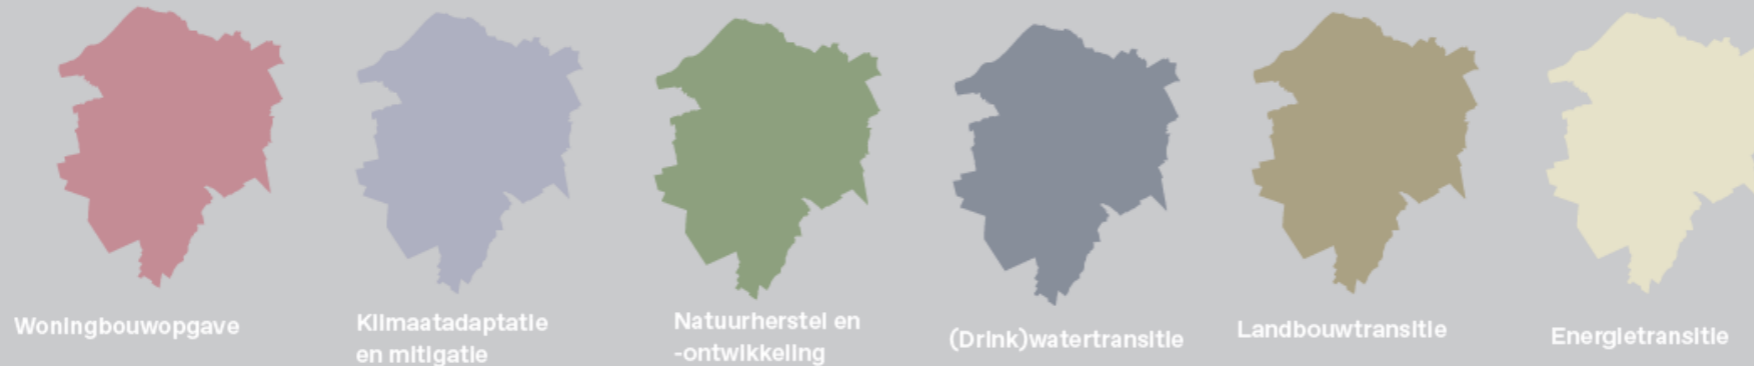 Woningbouwopgave
Klimaatadaptatie
en mitigatie
Natuurherstel en
-ontwikkeling
(Drink)watertransitie
Landbouwtransitie
Energietransitie